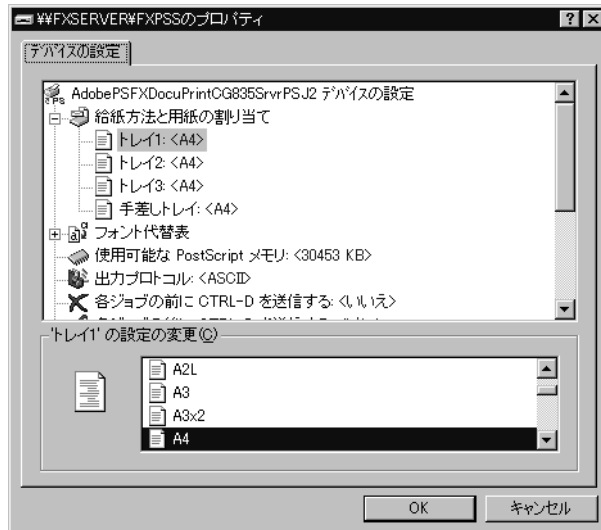 ¥¥FXSERVER¥FXPSSのプロパティ
デバイスの設定
AdobePSFXDocuPrintCG835SrvrPSJ2 デバイスの設定
給紙方法と用紙の割り当て
トレイ1: <A4>
トレイ2: <A4>
トレイ3: <A4>
手差しトレイ: <A4>
フォント代替表
使用可能な PostScript メモリ: <30453 KB>
出力プロトコル: <ASCII>
各ジョブの前に CTRL-D を送信する: <いいえ>
'トレイ1' の設定の変更(C)
A2L
A3
A3x2
A4
OK
キャンセル